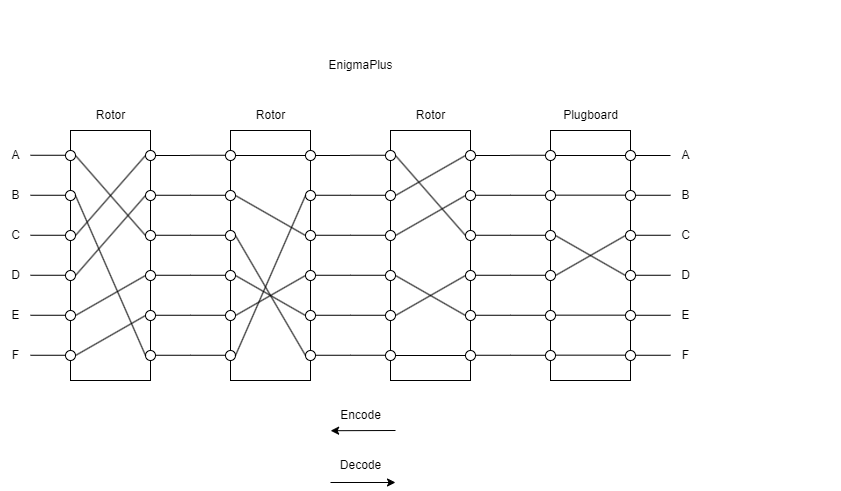 EnigmaPlus
Rotor Rotor Rotor Plugboard
A A
B B
C C
D D
E E
F F
Encode
Decode